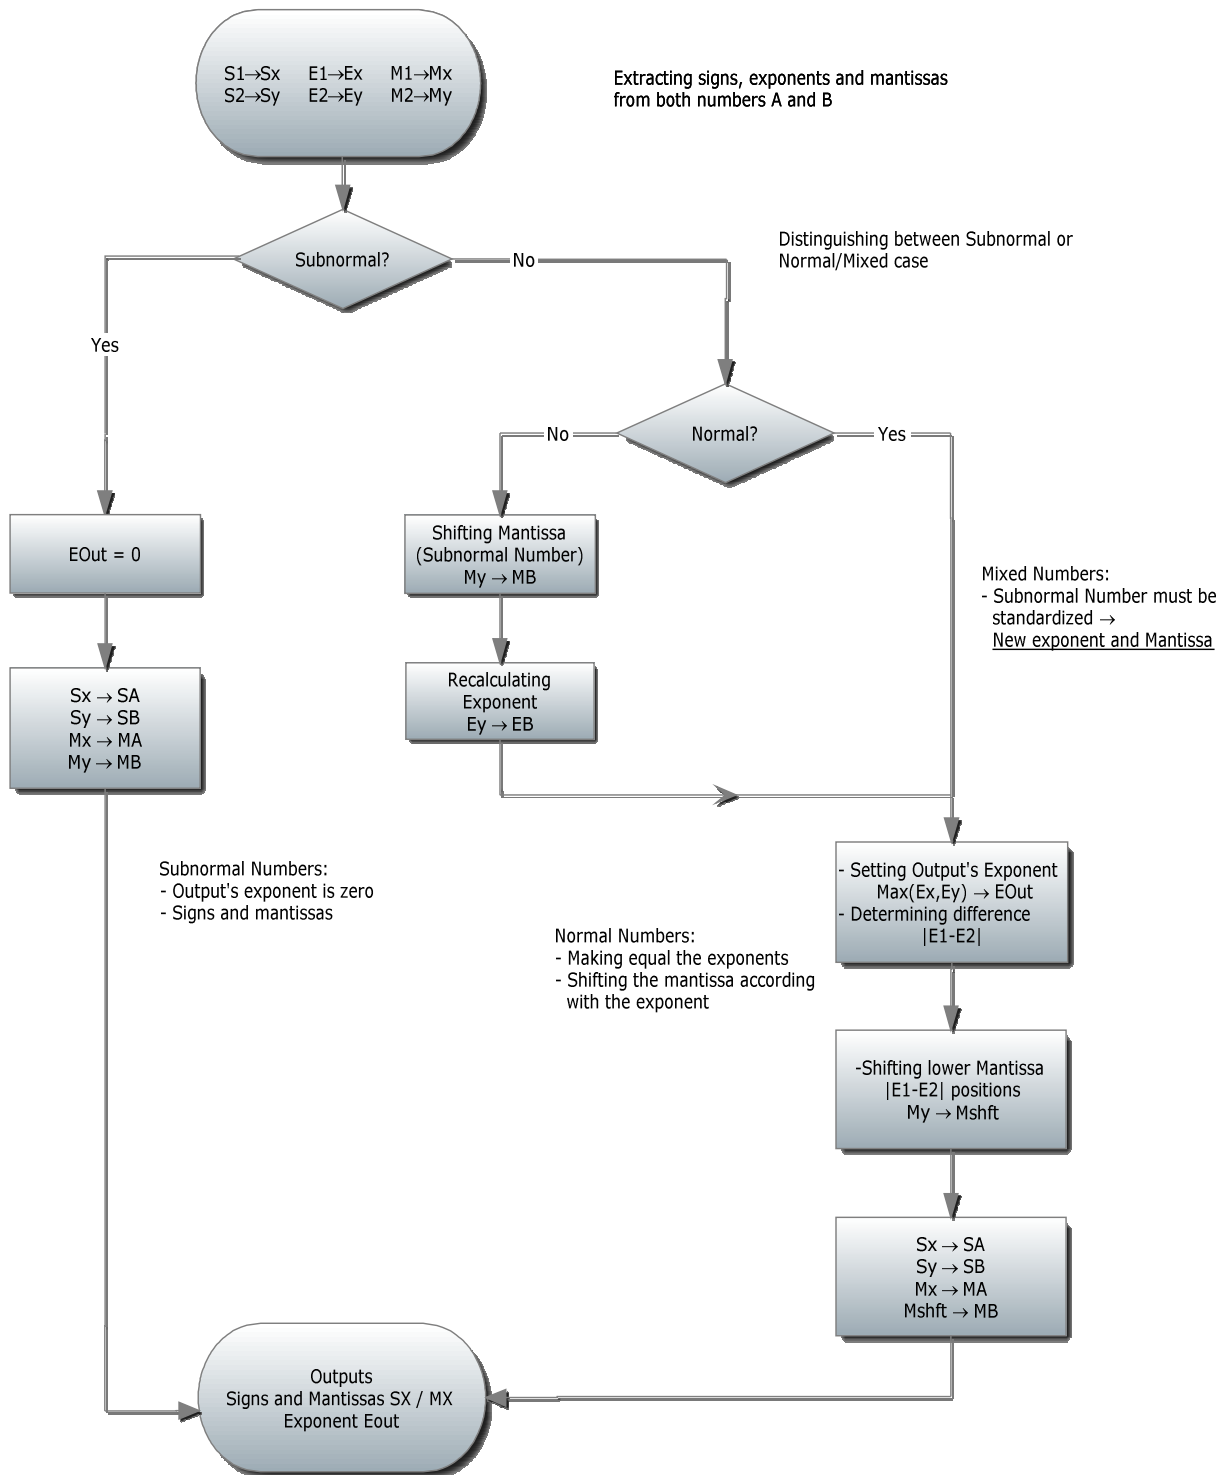 S1→Sx E1→Ex M1→Mx
S2→Sy E2→Ey M2→My
Extracting signs, exponents and mantissas
from both numbers A and B
Subnormal?
No
Distinguishing between Subnormal or
Normal/Mixed case
Yes
Normal?
No
Yes
EOut = 0
Shifting Mantissa
(Subnormal Number)
My → MB
Mixed Numbers:
- Subnormal Number must be
standardized →
New exponent and Mantissa
Sx → SA
Sy → SB
Mx → MA
My → MB
Recalculating
Exponent
Ey → EB
Subnormal Numbers:
- Output's exponent is zero
- Signs and mantissas
- Setting Output's Exponent
Max(Ex,Ey) → EOut
- Determining difference
|E1-E2|
Normal Numbers:
- Making equal the exponents
- Shifting the mantissa according
with the exponent
-Shifting lower Mantissa
|E1-E2| positions
My → Mshft
Sx → SA
Sy → SB
Mx → MA
Mshft → MB
Outputs
Signs and Mantissas SX / MX
Exponent Eout